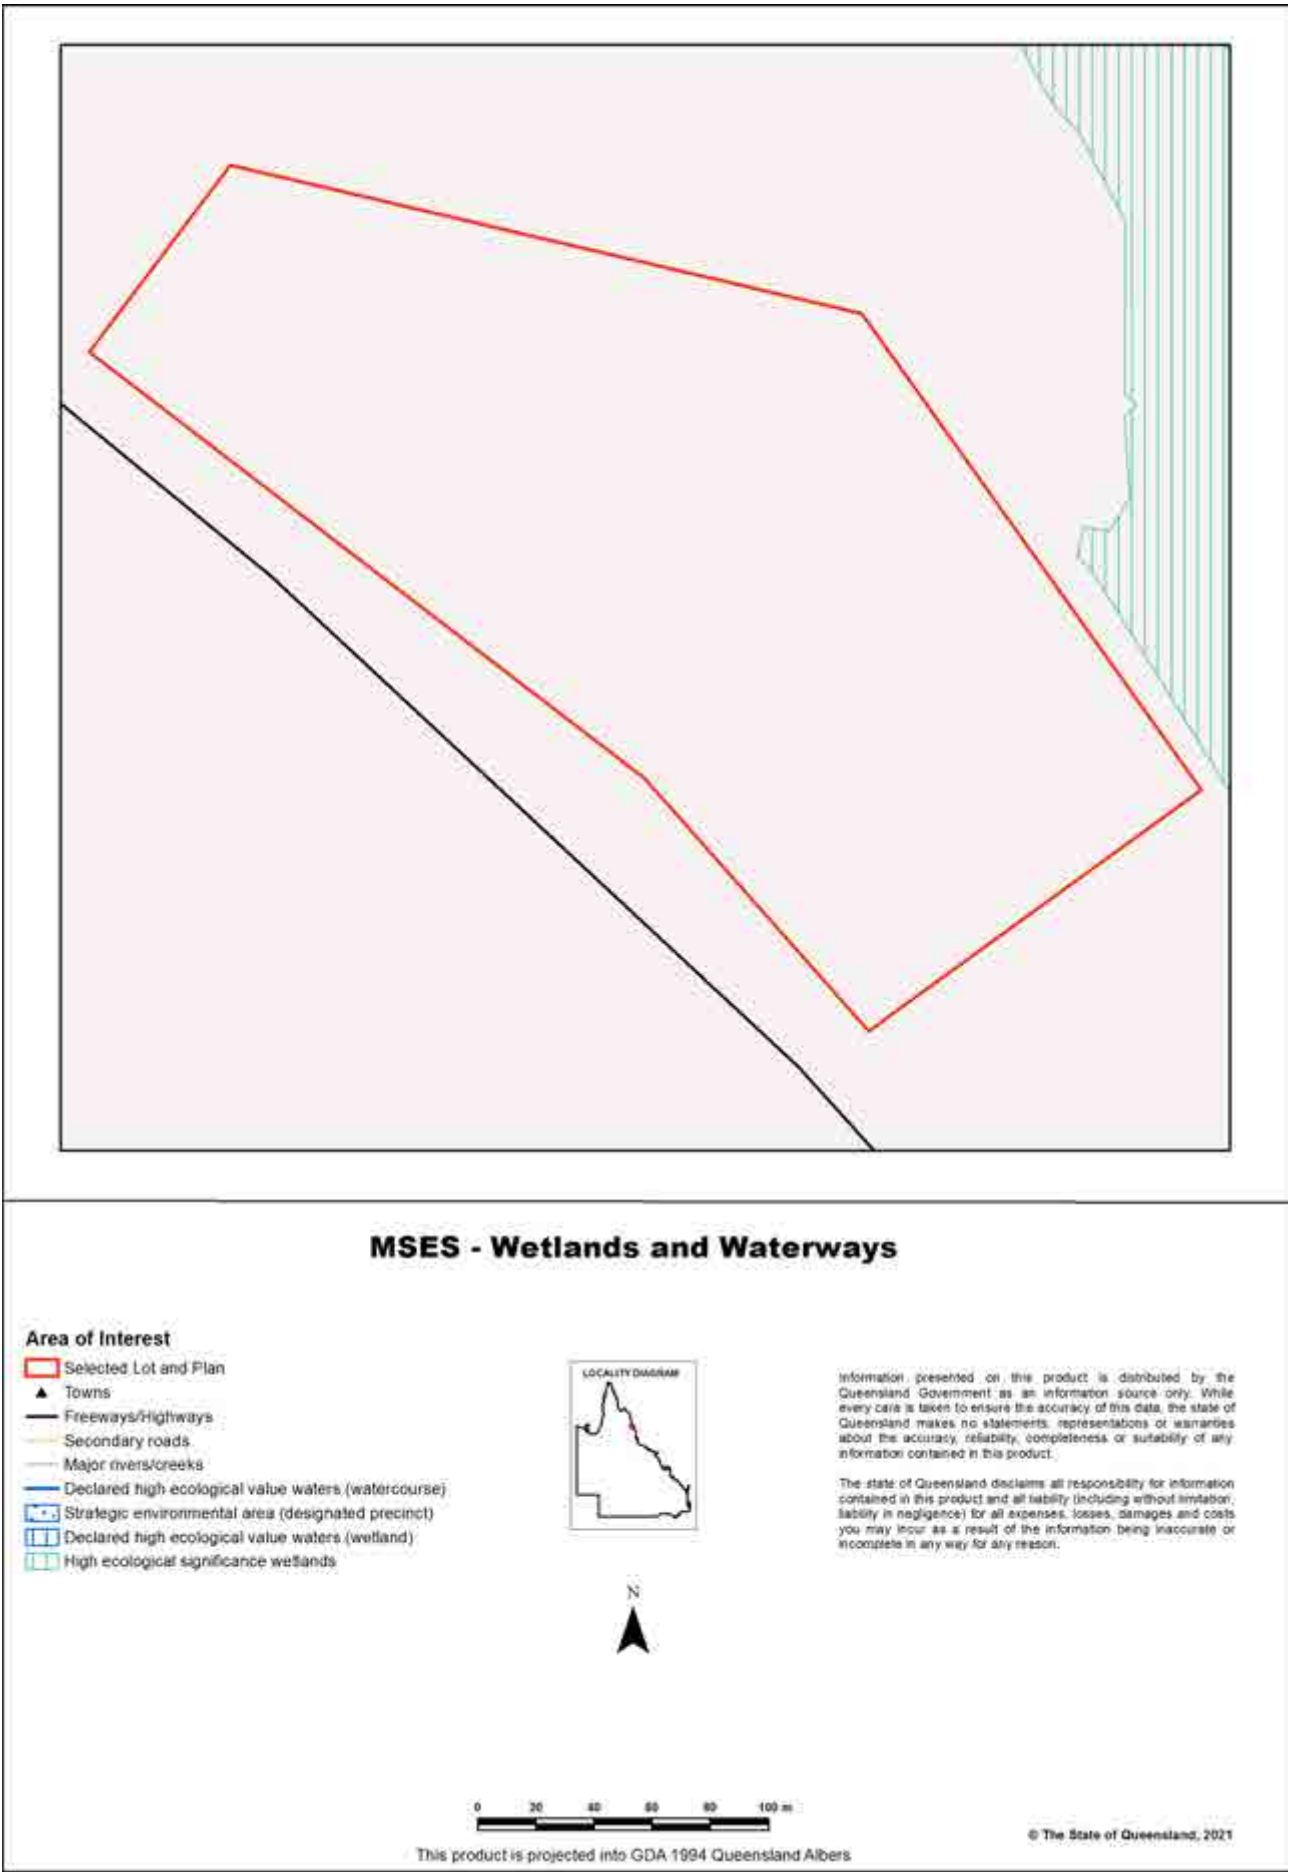 MSES - Wetlands and Waterways
Area of Interest
Selected Lot and Plan
Towns
Freeways/Highways
Secondary roads
Major rivers/creeks
Declared high ecological value waters (watercourse)
Strategic environmental area (designated precinct)
Declared high ecological value waters (wetland)
High ecological significance wetlands
LOCALITY DIAGRAM
N
Information presented on this product is distributed by the
Queensland Government as an information source only. While
every care is taken to ensure the accuracy of this data, the state of
Queensland makes no statements, representations or warranties
about the accuracy, reliability, completeness or suitability of any
information contained in this product.
The state of Queensland disclaims all responsibility for information
contained in this product and all liability (including without limitation,
liability in negligence) for all expenses, losses, damages and costs
you may incur as a result of the information being inaccurate or
incomplete in any way for any reason.
0 20 40 60 80 100 m
This product is projected into GDA 1994 Queensland Albers
© The State of Queensland, 2021